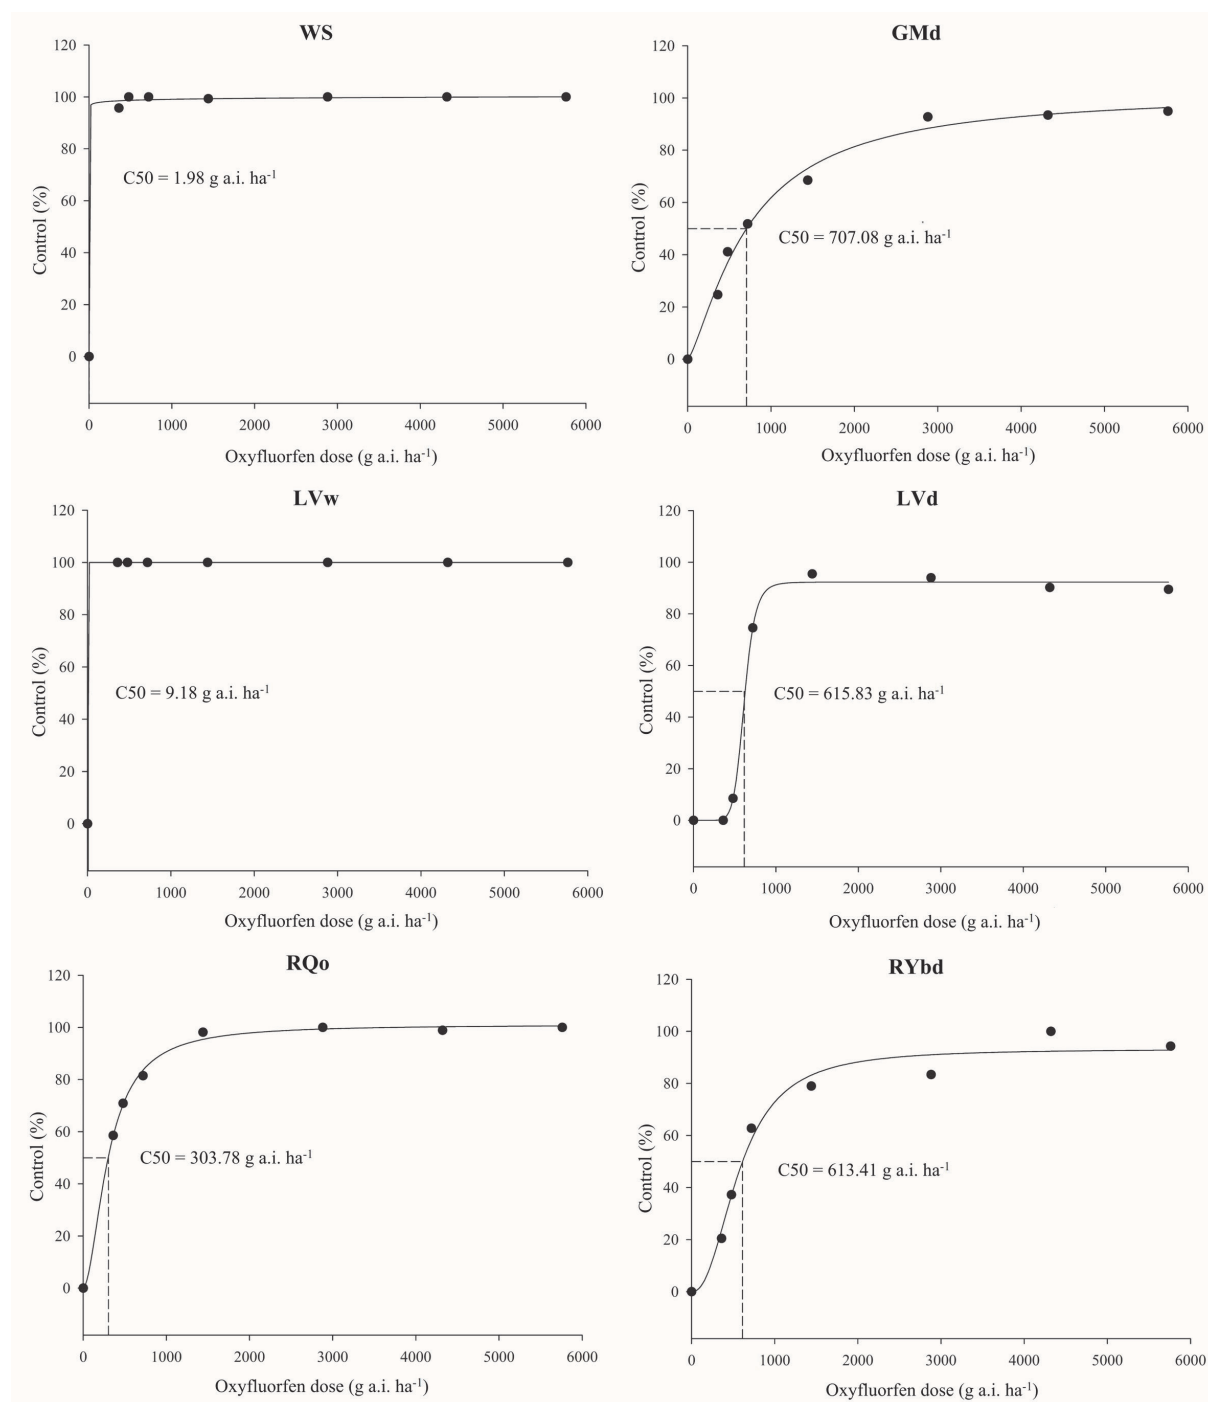 WS
120
100
80
60
40
20
0
Control (%)
C50 = 1.98 g a.i. ha-1
0 1000 2000 3000 4000 5000 6000
Oxyfluorfen dose (g a.i. ha-1)
GMd
120
100
80
60
40
20
0
Control (%)
C50 = 707.08 g a.i. ha-1
0 1000 2000 3000 4000 5000 6000
Oxyfluorfen dose (g a.i. ha-1)
LVw
120
100
80
60
40
20
0
Control (%)
C50 = 9.18 g a.i. ha-1
0 1000 2000 3000 4000 5000 6000
Oxyfluorfen dose (g a.i. ha-1)
LVd
120
100
80
60
40
20
0
Control (%)
C50 = 615.83 g a.i. ha-1
0 1000 2000 3000 4000 5000 6000
Oxyfluorfen dose (g a.i. ha-1)
RQo
120
100
80
60
40
20
0
Control (%)
C50 = 303.78 g a.i. ha-1
0 1000 2000 3000 4000 5000 6000
Oxyfluorfen dose (g a.i. ha-1)
RYbd
120
100
80
60
40
20
0
Control (%)
C50 = 613.41 g a.i. ha-1
0 1000 2000 3000 4000 5000 6000
Oxyfluorfen dose (g a.i. ha-1)